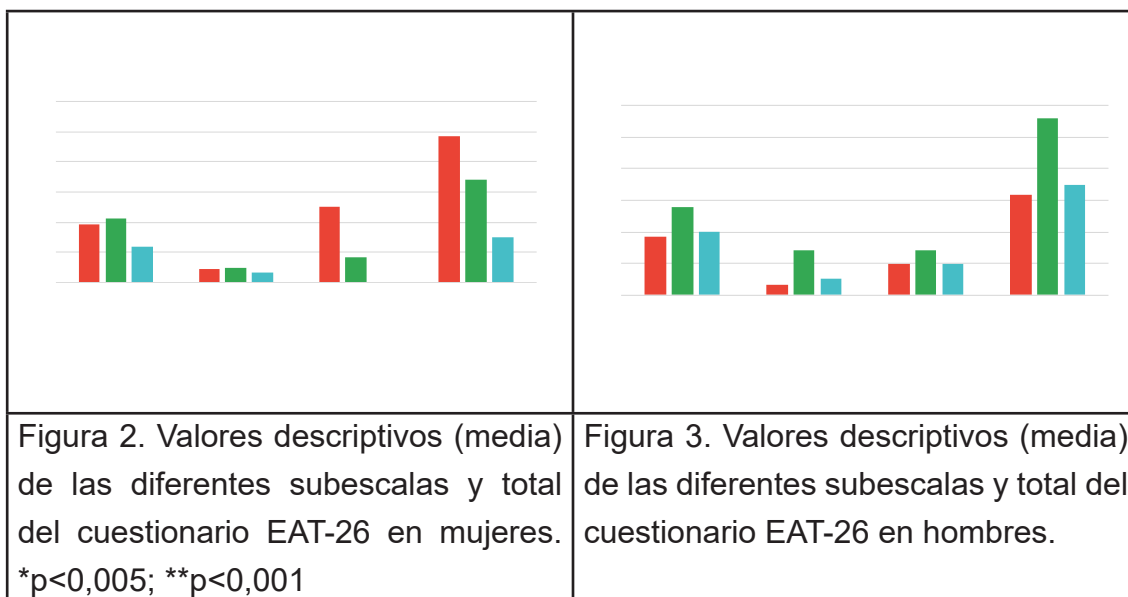 Figura 2. Valores descriptivos (media)
de las diferentes subescalas y total
del cuestionario EAT-26 en mujeres.
*p<0,005; **p<0,001
Figura 3. Valores descriptivos (media)
de las diferentes subescalas y total del
cuestionario EAT-26 en hombres.